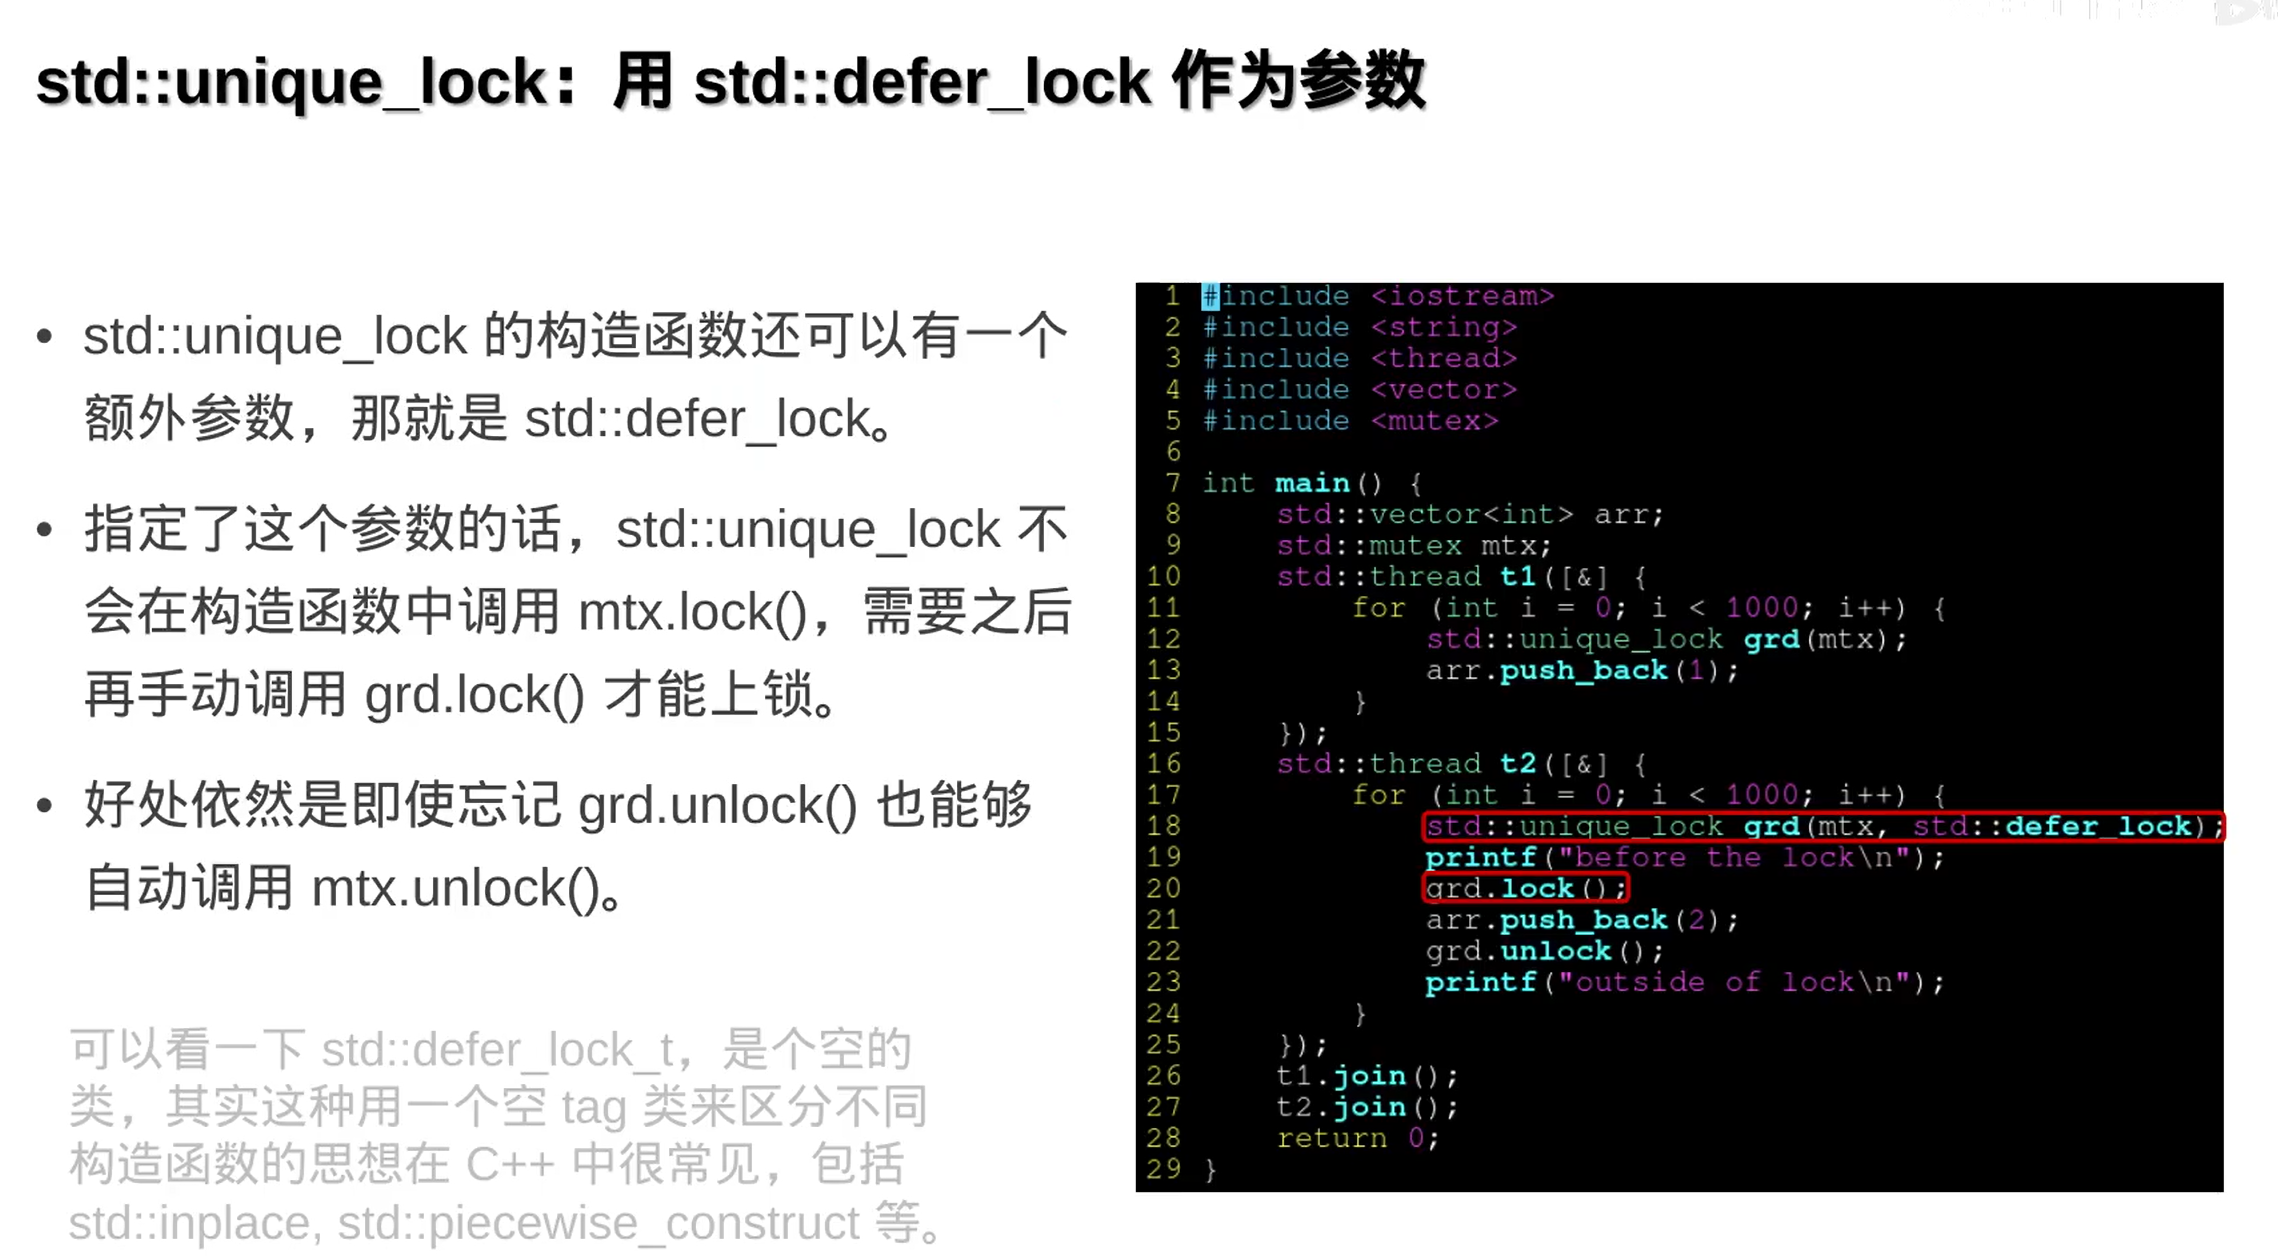 std::unique_lock：用 std::defer_lock 作为参数
• std::unique_lock 的构造函数还可以有一个
额外参数，那就是 std::defer_lock。
• 指定了这个参数的话，std::unique_lock 不
会在构造函数中调用 mtx.lock()，需要之后
再手动调用 grd.lock() 才能上锁。
• 好处依然是即使忘记 grd.unlock() 也能够
自动调用 mtx.unlock()。
可以看一下 std::defer_lock_t，是个空的
类，其实这种用一个空 tag 类来区分不同
构造函数的思想在 C++ 中很常见，包括
std::inplace, std::piecewise_construct 等。
1 #include <iostream>
2 #include <string>
3 #include <thread>
4 #include <vector>
5 #include <mutex>
6
7 int main() {
8     std::vector<int> arr;
9     std::mutex mtx;
10     std::thread t1([&] {
11         for (int i = 0; i < 1000; i++) {
12             std::unique_lock grd(mtx);
13             arr.push_back(1);
14         }
15     });
16     std::thread t2([&] {
17         for (int i = 0; i < 1000; i++) {
18             std::unique_lock grd(mtx, std::defer_lock);
19             printf("before the lock\n");
20             grd.lock();
21             arr.push_back(2);
22             grd.unlock();
23             printf("outside of lock\n");
24         }
25     });
26     t1.join();
27     t2.join();
28     return 0;
29 }